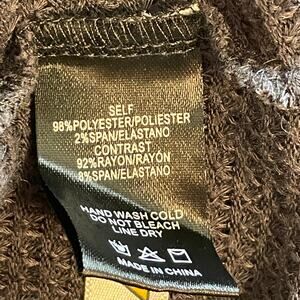 SELF
98%POLYESTER/POLIESTER
2%SPAN/ELASTANO
CONTRAST
92%RAYON/RAYÓN
8%SPAN/ELASTANO
HAND WASH COLD
DO NOT BLEACH
LINE DRY
MADE IN CHINA